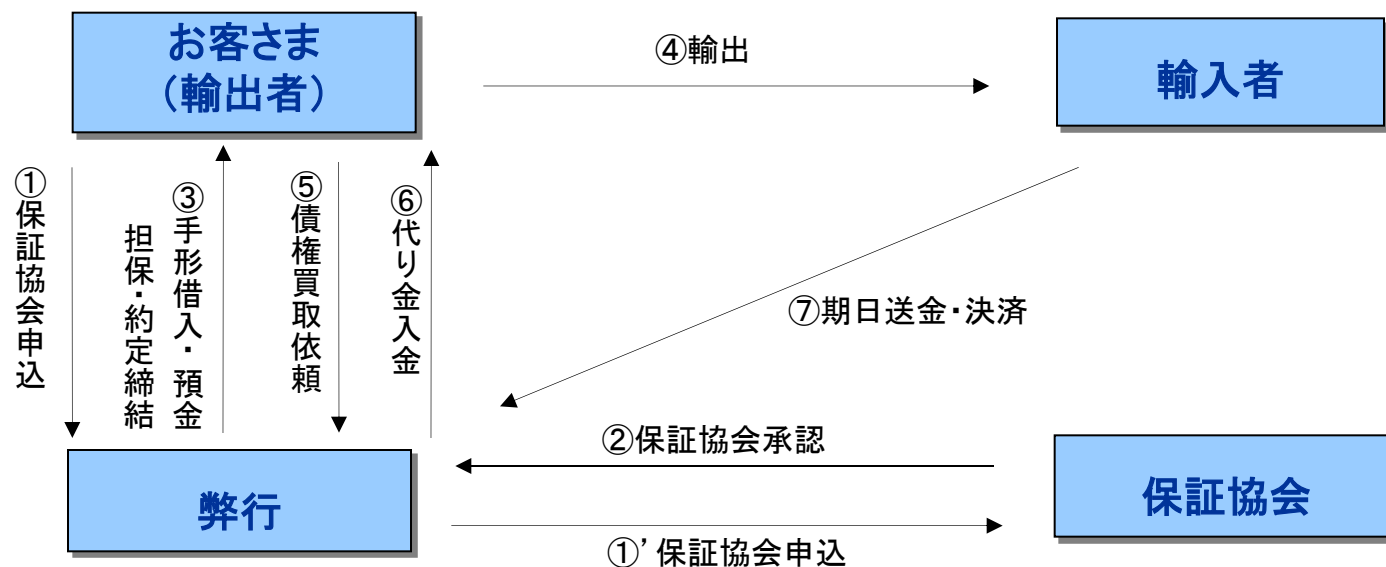 お客さま
（輸出者）
④輸出
輸入者
①保証協会申込
③手形借入・預金
担保・約定締結
⑤債権買取依頼
⑥代り金入金
⑦期日送金・決済
②保証協会承認
弊行
保証協会
①’保証協会申込